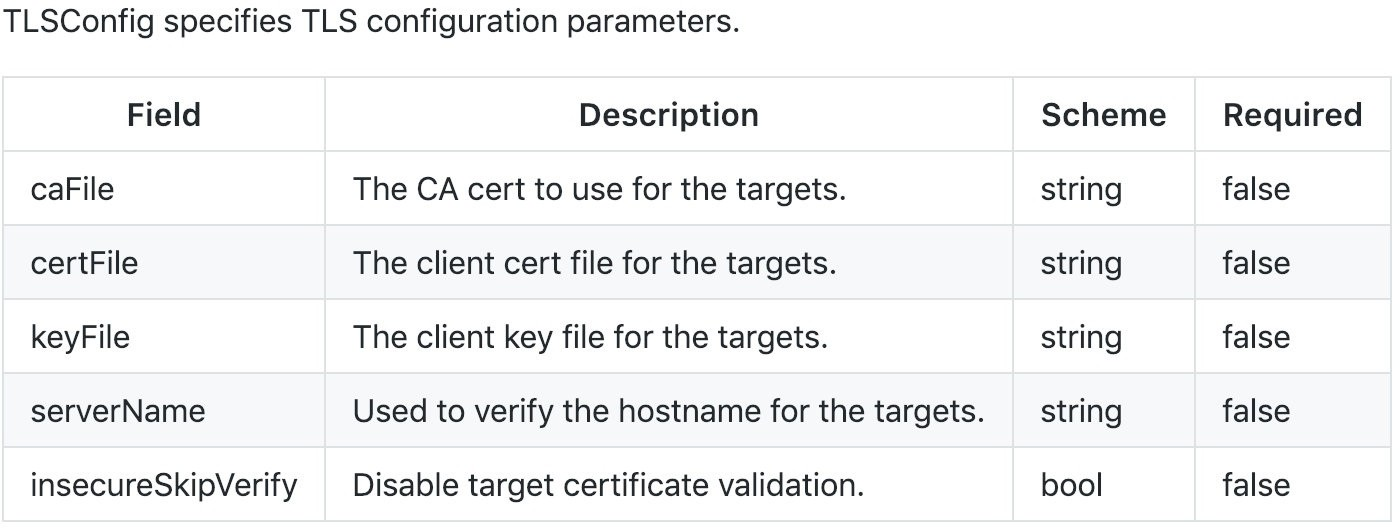 TLSConfig specifies TLS configuration parameters.
Field Description Scheme Required
caFile The CA cert to use for the targets. string false
certFile The client cert file for the targets. string false
keyFile The client key file for the targets. string false
serverName Used to verify the hostname for the targets. string false
insecureSkipVerify Disable target certificate validation. bool false